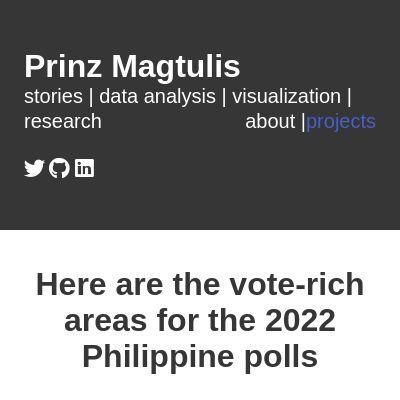 Prinz Magtulis
stories | data analysis | visualization |
research about |projects
Here are the vote-rich
areas for the 2022
Philippine polls